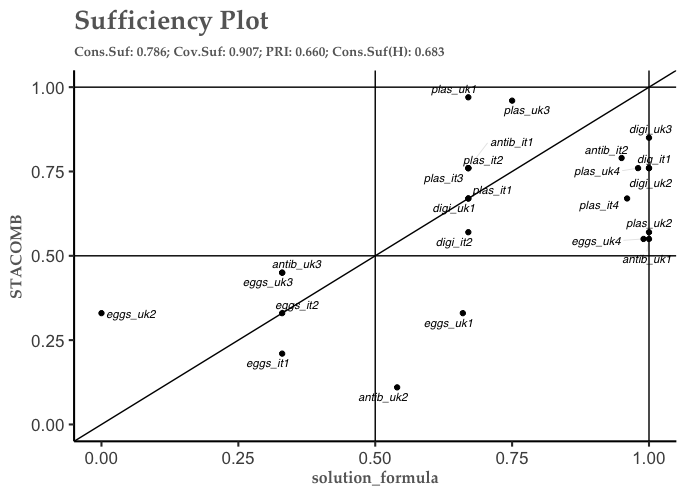 Sufficiency Plot
Cons.Suf: 0.786; Cov.Suf: 0.907; PRI: 0.660; Cons.Suf(H): 0.683
1.00
0.75
0.50
0.25
0.00
STACOMB
plas_uk1
plas_uk3
digi_uk3
antib_it1
antib_it2
plas_it2
dig_it1
plas_uk4
plas_it3
digi_uk2
plas_it1
plas_it4
digi_uk1
plas_uk2
digi_it2
eggs_uk4
antib_uk1
antib_uk3
eggs_uk3
eggs_it2
eggs_uk2
eggs_uk1
eggs_it1
antib_uk2
0.00
0.25
0.50
0.75
1.00
solution_formula